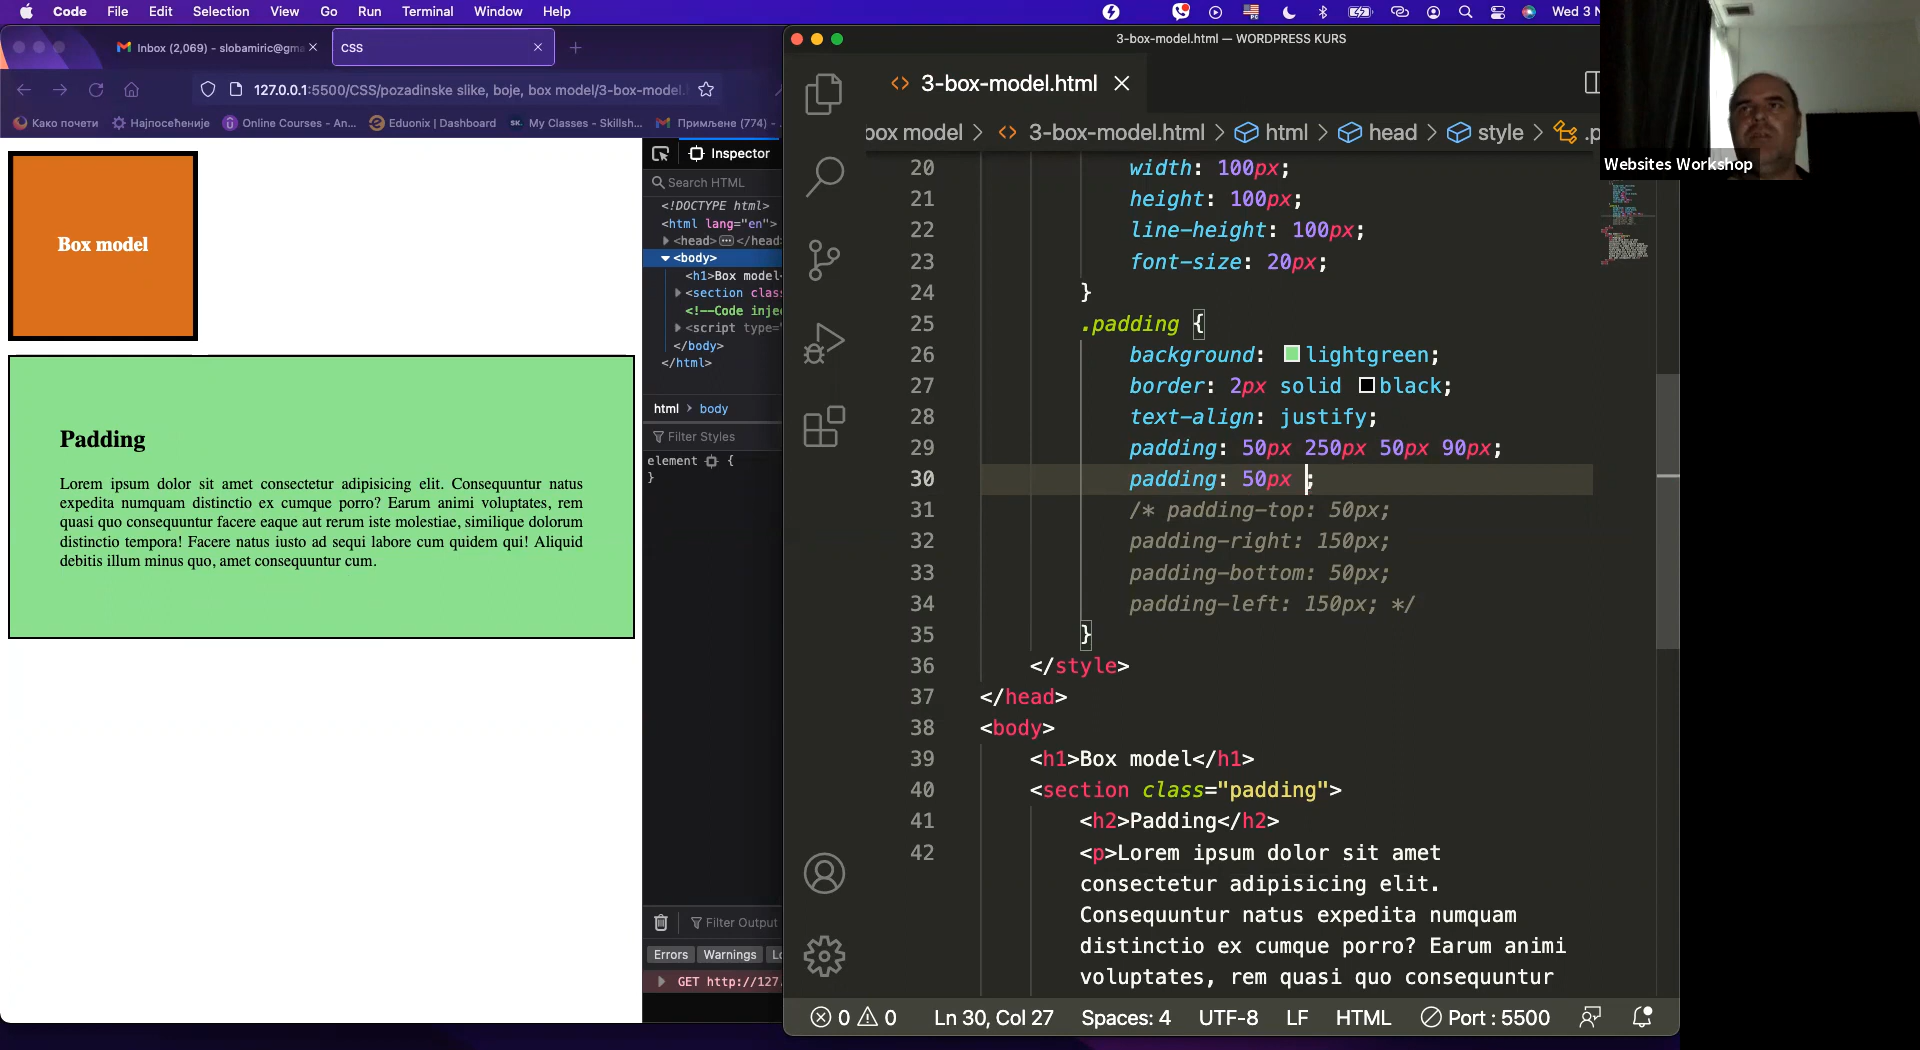 Code File Edit Selection View Go Run Terminal Window Help
Wed 3 N
Inbox (2,069) - slobamiric@gma
CSS
127.0.0.1:5500/CSS/pozadinske slike, boje, box model/3-box-model.
Како почети Најпосећеније Online Courses - An... Eduonix | Dashboard SK. My Classes - Skillsh... Примљене (774) -
Box model
Padding
Lorem ipsum dolor sit amet consectetur adipisicing elit. Consequuntur natus
expedita numquam distinctio ex cumque porro? Earum animi voluptates, rem
quasi quo consequuntur facere eaque aut rerum iste molestiae, similique dolorum
distinctio tempora! Facere natus iusto ad sequi labore cum quidem qui! Aliquid
debitis illum minus quo, amet consequuntur cum.
Inspector
Search HTML
<!DOCTYPE html>
<html lang="en">
<head>⋯</head>
<body>
<h1>Box model
<section clas
<!--Code inje
<script type="
</body>
</html>
html > body
Filter Styles
element {
}
Filter Output
Errors Warnings Lo
GET http://127.
3-box-model.html — WORDPRESS KURS
3-box-model.html
box model > 3-box-model.html > html > head > style > .p
20 width: 100px;
21 height: 100px;
22 line-height: 100px;
23 font-size: 20px;
24 }
25 .padding {
26 background: lightgreen;
27 border: 2px solid black;
28 text-align: justify;
29 padding: 50px 250px 50px 90px;
30 padding: 50px ;
31 /* padding-top: 50px;
32 padding-right: 150px;
33 padding-bottom: 50px;
34 padding-left: 150px; */
35 }
36 </style>
37 </head>
38 <body>
39 <h1>Box model</h1>
40 <section class="padding">
41 <h2>Padding</h2>
42 <p>Lorem ipsum dolor sit amet
consectetur adipisicing elit.
Consequuntur natus expedita numquam
distinctio ex cumque porro? Earum animi
voluptates, rem quasi quo consequuntur
0 0 Ln 30, Col 27 Spaces: 4 UTF-8 LF HTML Port : 5500
Websites Workshop